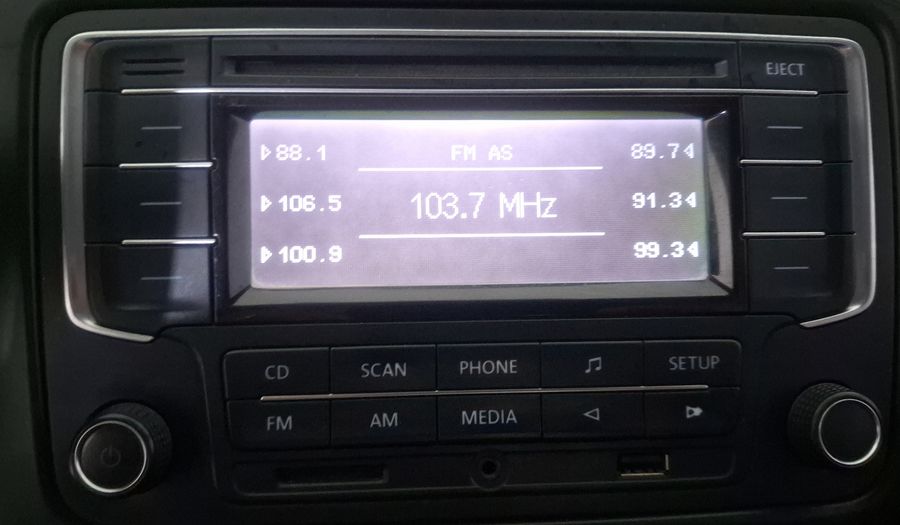 EJECT
88.1 FM AS 89.7
106.5 103.7 MHz 91.3
100.9 99.3
CD SCAN PHONE SETUP
FM AM MEDIA